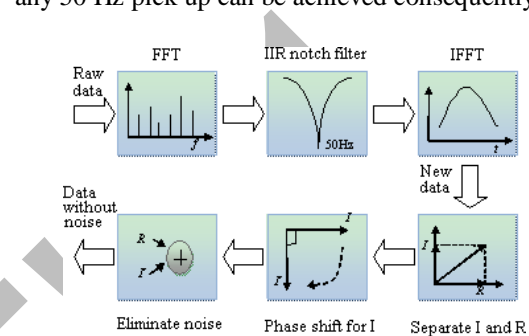 any 50 Hz pick up can be achieved consequently
FFT
IIR notch filter
IFFT
Raw
data
f
50Hz
t
New
data
Data
without
noise
R
I
I
I
I
R
Eliminate noise
Phase shift for I
Separate I and R